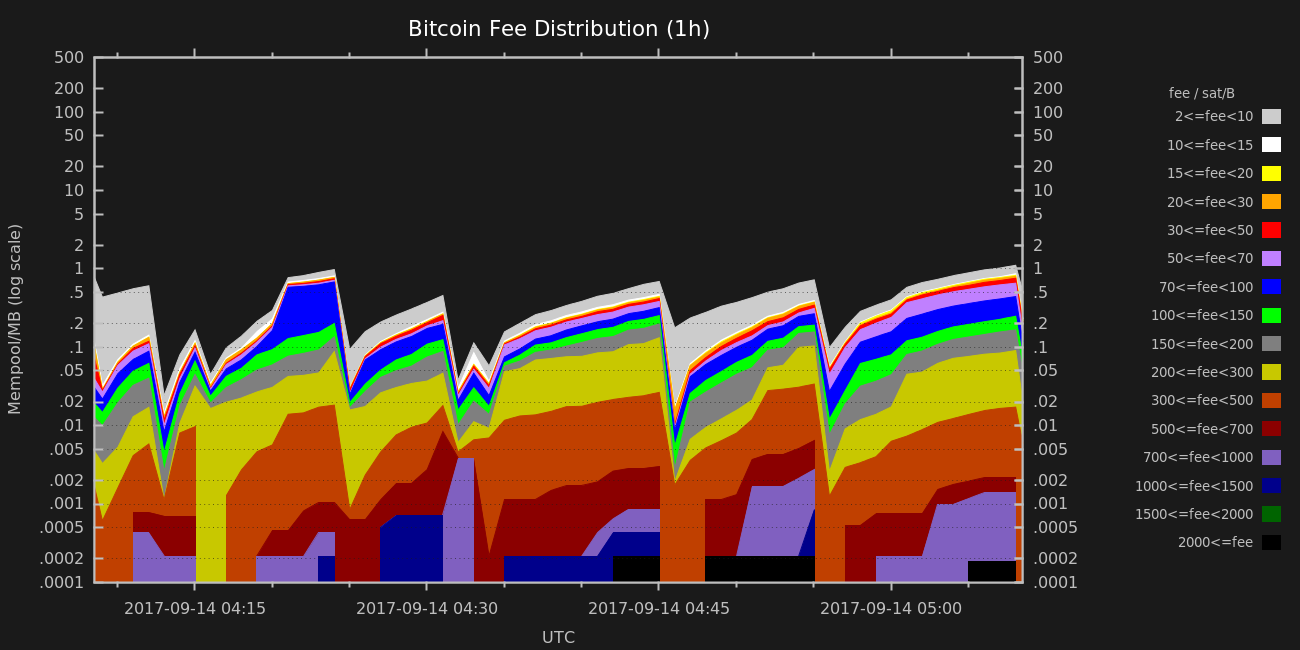 Bitcoin Fee Distribution (1h)
500 500
200 200
100 100
50 50
20 20
10 10
5 5
2 2
1 1
.5 .5
.2 .2
.1 .1
.05 .05
.02 .02
.01 .01
.005 .005
.002 .002
.001 .001
.0005 .0005
.0002 .0002
.0001 .0001
Mempool/MB (log scale)
2017-09-14 04:15 2017-09-14 04:30 2017-09-14 04:45 2017-09-14 05:00
UTC
fee / sat/B
2<=fee<10
10<=fee<15
15<=fee<20
20<=fee<30
30<=fee<50
50<=fee<70
70<=fee<100
100<=fee<150
150<=fee<200
200<=fee<300
300<=fee<500
500<=fee<700
700<=fee<1000
1000<=fee<1500
1500<=fee<2000
2000<=fee